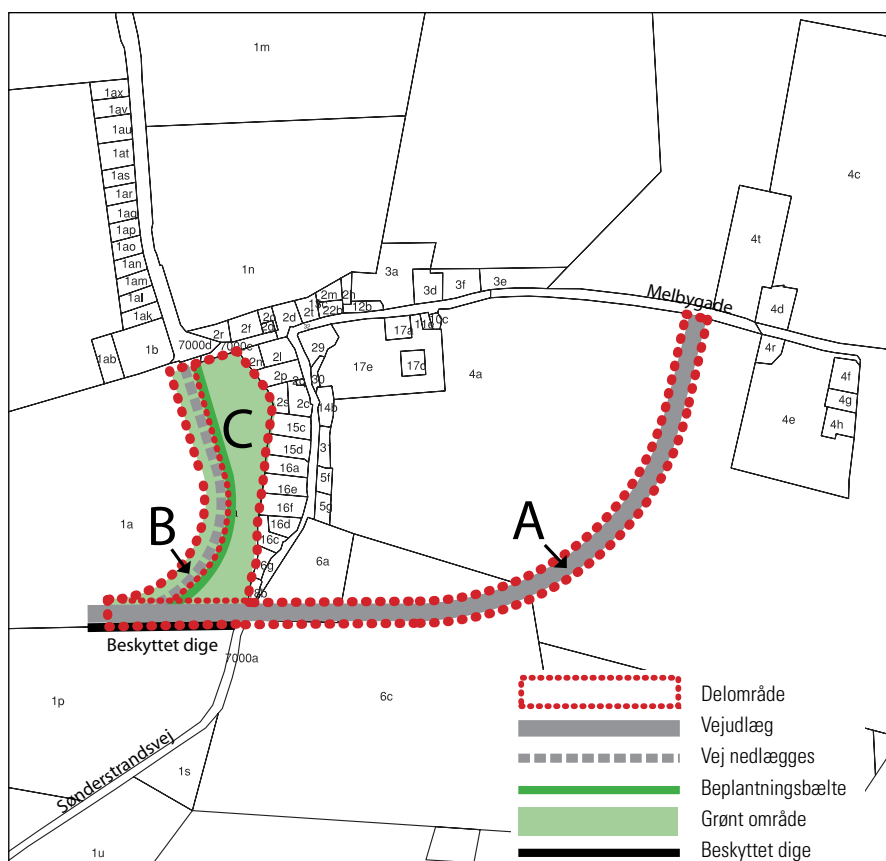 1m
1ax
1av
1au
1at
1as
1ar
1aq
1ap
1ao
1an
1am
1al
1ak
1ab
1b
1n
4c
4t
3a
3d
3f
3e
Melbygade
4d
4r
4f
4g
4h
4e
2m
2h
22b
12b
2r
2f
2d
2t
7000d
7000e
17a
10c
17e
17d
4a
29
2l
2n
2p
30
2s
2c
14b
15c
15d
31
16a
16e
5f
16f
5g
16d
16c
6g
8b
6a
C
B
A
1a
Beskyttet dige
7000a
1p
6c
Sønderstrandsvej
1s
1u
Delområde
Vejudlæg
Vej nedlægges
Beplantningsbælte
Grønt område
Beskyttet dige